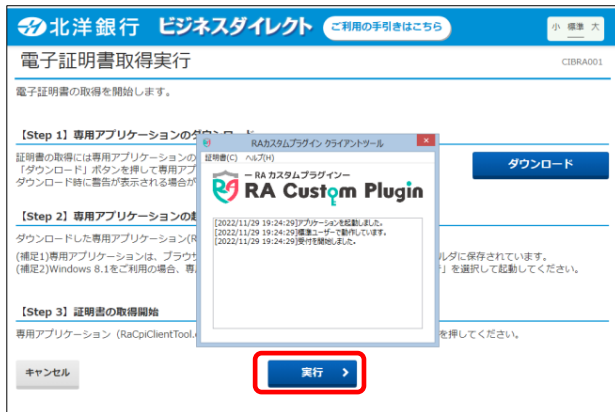 北洋銀行 ビジネスダイレクト ご利用の手引きはこちら 小 標準 大
電子証明書取得実行 CIBRA001
電子証明書の取得を開始します。
【Step 1】専用アプリケーションのダウンロード
RAカスタムプラグイン クライアントツール ×
証明書(C) ヘルプ(H)
証明書の取得には専用アプリケーションの
「ダウンロード」ボタンを押して専用アプ
ダウンロード時に警告が表示される場合が
ダウンロード
− RA カスタムプラグイン−
RA Custom Plugin
[2022/11/29 19:24:29]アプリケーションを起動しました。
[2022/11/29 19:24:29]標準ユーザーで動作しています。
[2022/11/29 19:24:29]受付を開始しました。
【Step 2】専用アプリケーションの
ダウンロードした専用アプリケーション(R
(補足1)専用アプリケーションは、ブラウ ルダに保存されています。
(補足2)Windows 8.1をご利用の場合、専 」を選択して起動してください。
【Step 3】証明書の取得開始
専用アプリケーション（RaCpiClientTool. を押してください。
キャンセル 実行